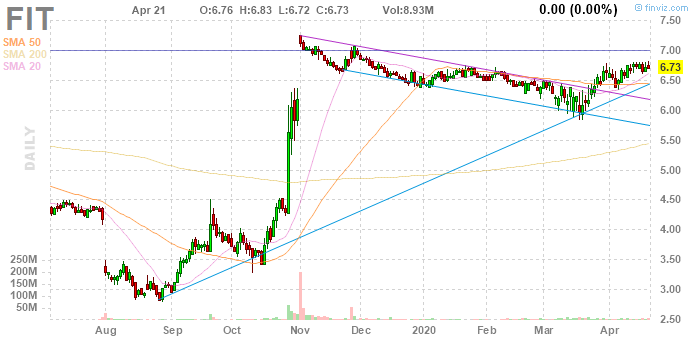 FIT Apr 21 O:6.76 H:6.83 L:6.72 C:6.73 Vol:8.93M 0.00 (0.00%) © finviz.com
SMA 50
SMA 200
SMA 20
DAILY
7.50
7.00
6.73
6.50
6.00
5.50
5.00
4.50
4.00
3.50
3.00
2.50
250M
200M
150M
100M
50M
Aug Sep Oct Nov Dec 2020 Feb Mar Apr